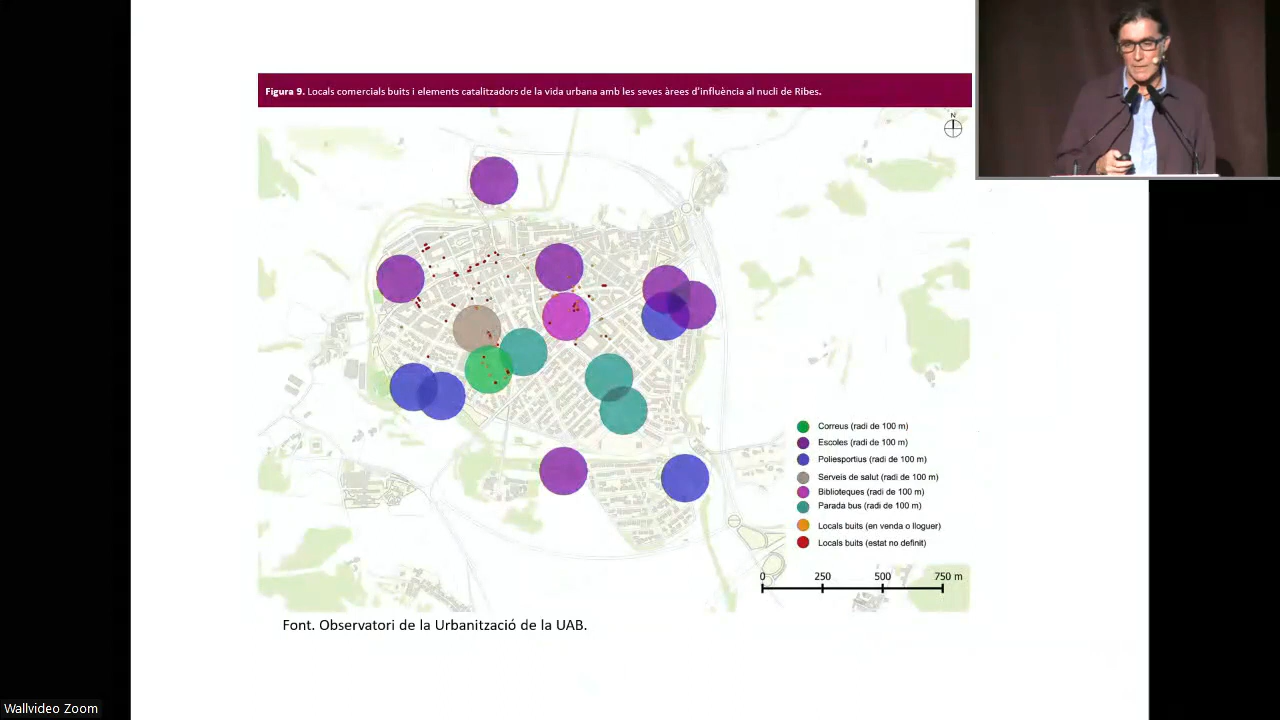 Figura 9. Locals comercials buits i elements catalitzadors de la vida urbana amb les seves àrees d'influència al nucli de Ribes.
N
Correus (radi de 100 m)
Escoles (radi de 100 m)
Poliesportius (radi de 100 m)
Serveis de salut (radi de 100 m)
Biblioteques (radi de 100 m)
Parada bus (radi de 100 m)
Locals buits (en venda o lloguer)
Locals buits (estat no definit)
0 250 500 750 m
Font. Observatori de la Urbanització de la UAB.
Wallvideo Zoom